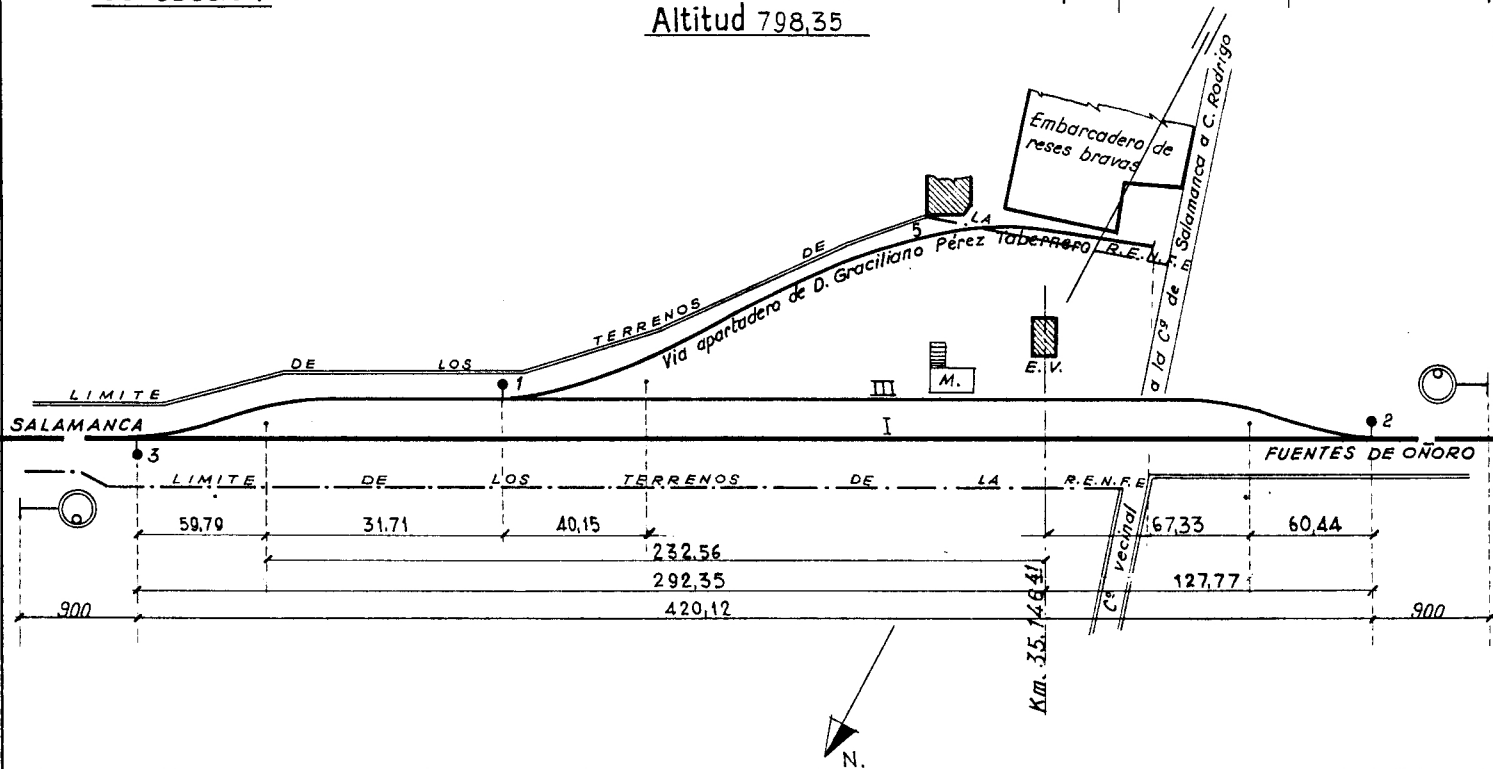 Altitud 798,35
Embarcadero de
reses bravas
a la Cª de Salamanca a C. Rodrigo
LIMITE DE LOS TERRENOS DE LA R.E.N.F.E
5
Vía apartadero de D. Graciliano Pérez Tabernero
E.V.
M.
1
III
SALAMANCA
I
2
3
FUENTES DE OÑORO
LIMITE DE LOS TERRENOS DE LA R.E.N.F.E
59,79
31,71
40,15
67,33
60,44
232,56
292,35
127,77
900
420,12
900
Cº vecinal
Km. 35.146,41
N.